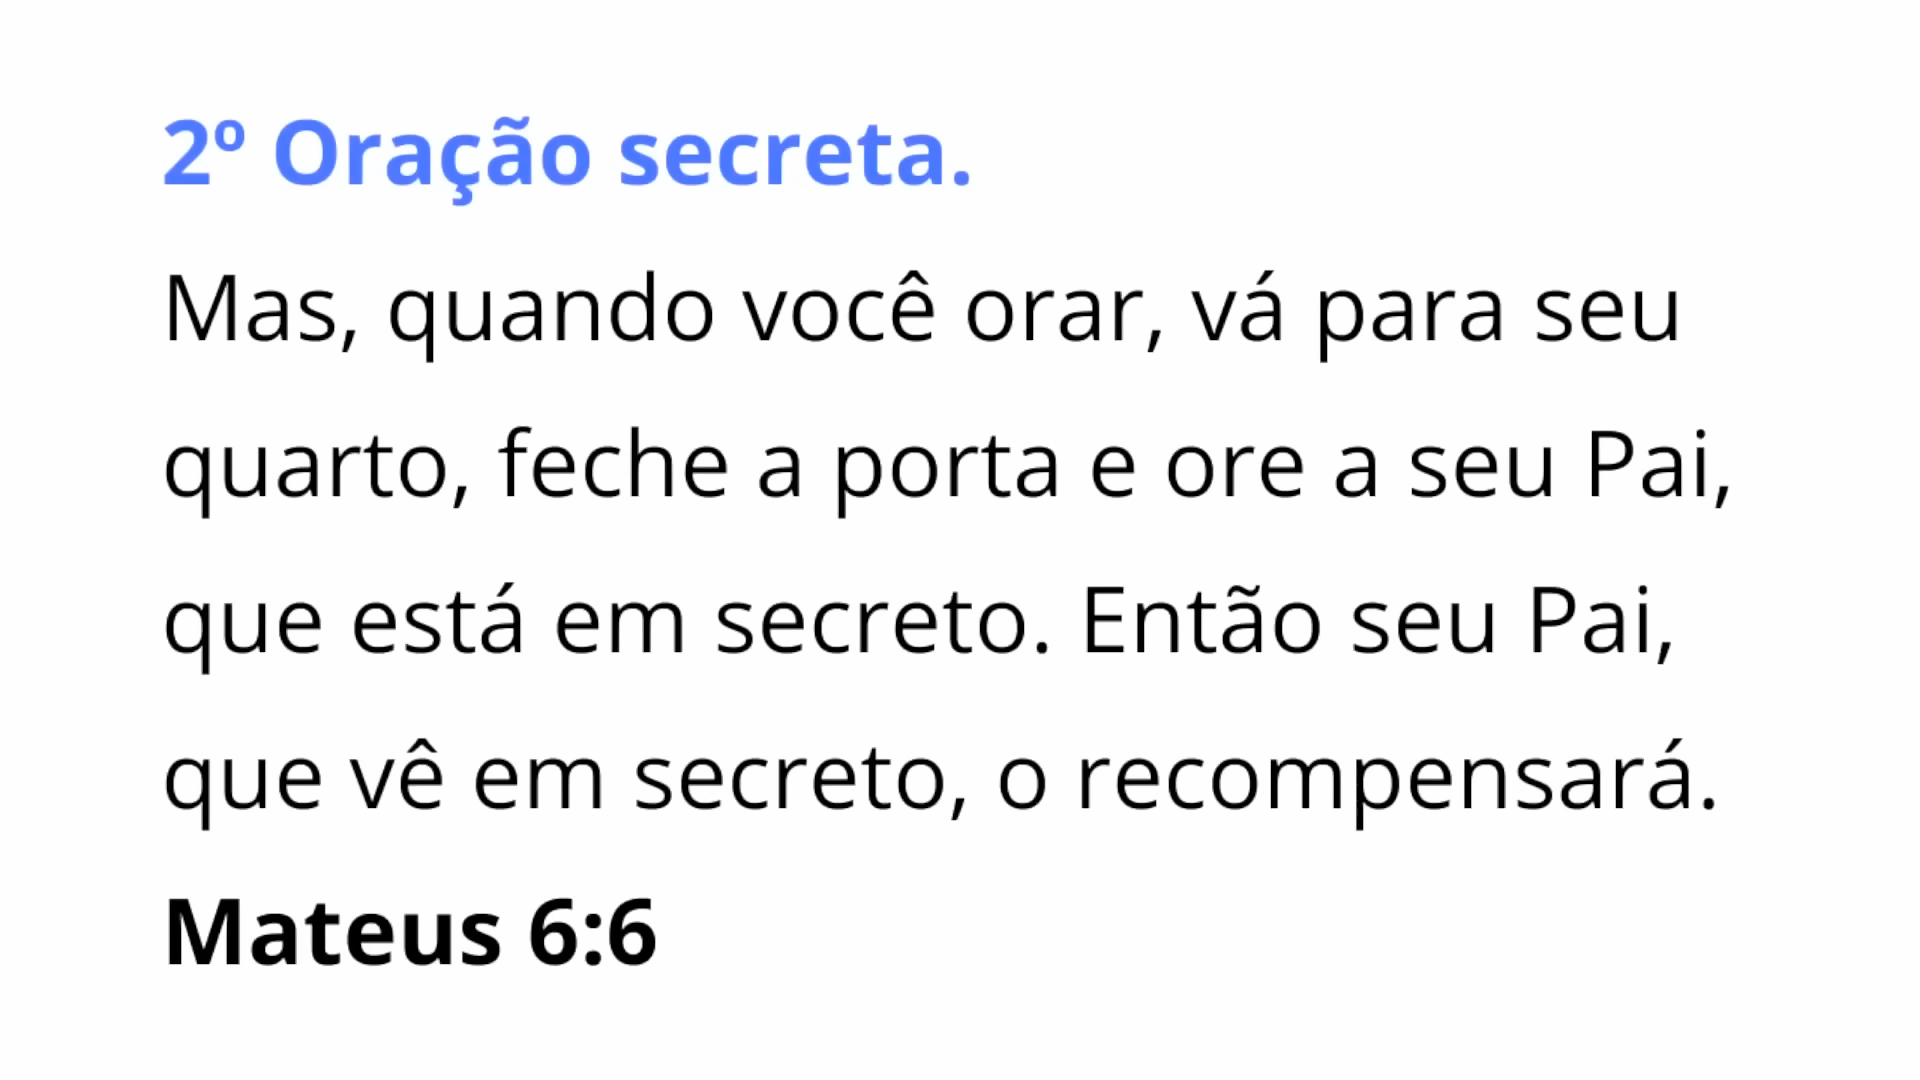 2º Oração secreta.
Mas, quando você orar, vá para seu
quarto, feche a porta e ore a seu Pai,
que está em secreto. Então seu Pai,
que vê em secreto, o recompensará.
Mateus 6:6